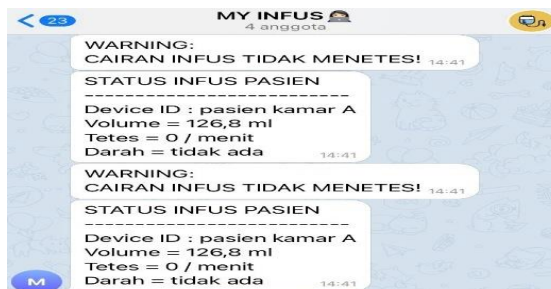 23
MY INFUS
4 anggota
WARNING:
CAIRAN INFUS TIDAK MENETES! 14:41
STATUS INFUS PASIEN
---------------------------
Device ID : pasien kamar A
Volume = 126,8 ml
Tetes = 0 / menit
Darah = tidak ada 14:41
WARNING:
CAIRAN INFUS TIDAK MENETES! 14:41
STATUS INFUS PASIEN
---------------------------
Device ID : pasien kamar A
Volume = 126,8 ml
Tetes = 0 / menit
Darah = tidak ada 14:41
M